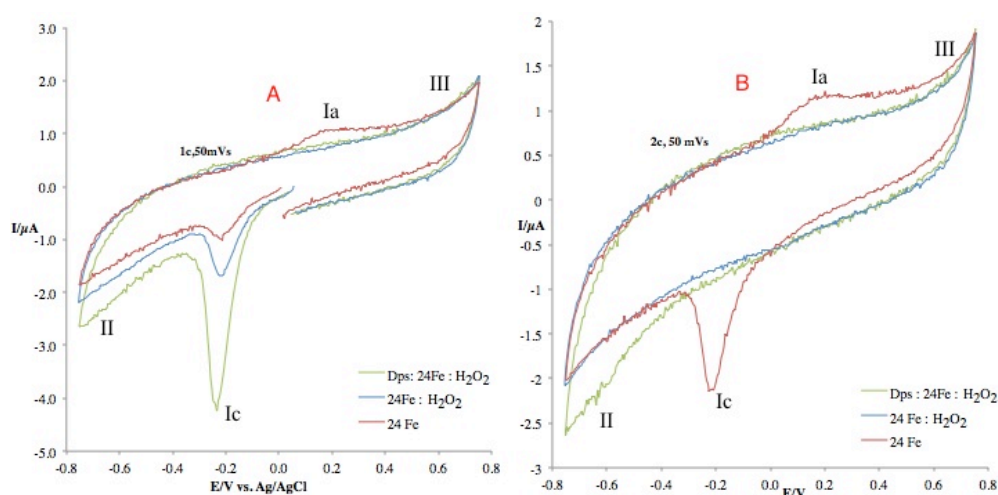 A
III
Ia
1c,50mVs
I/µA
II
Ic
Dps: 24Fe : H₂O₂
24Fe : H₂O₂
24 Fe
3.0
2.0
1.0
0.0
-1.0
-2.0
-3.0
-4.0
-5.0
-0.8 -0.6 -0.4 -0.2 0.0 0.2 0.4 0.6 0.8
E/V vs. Ag/AgCl
B
III
Ia
2c, 50 mVs
I/µA
II
Ic
Dps : 24Fe : H₂O₂
24 Fe : H₂O₂
24 Fe
2
1.5
1
0.5
0
-0.5
-1
-1.5
-2
-2.5
-3
-0.8 -0.6 -0.4 -0.2 0.0 0.2 0.4 0.6 0.8
E/V